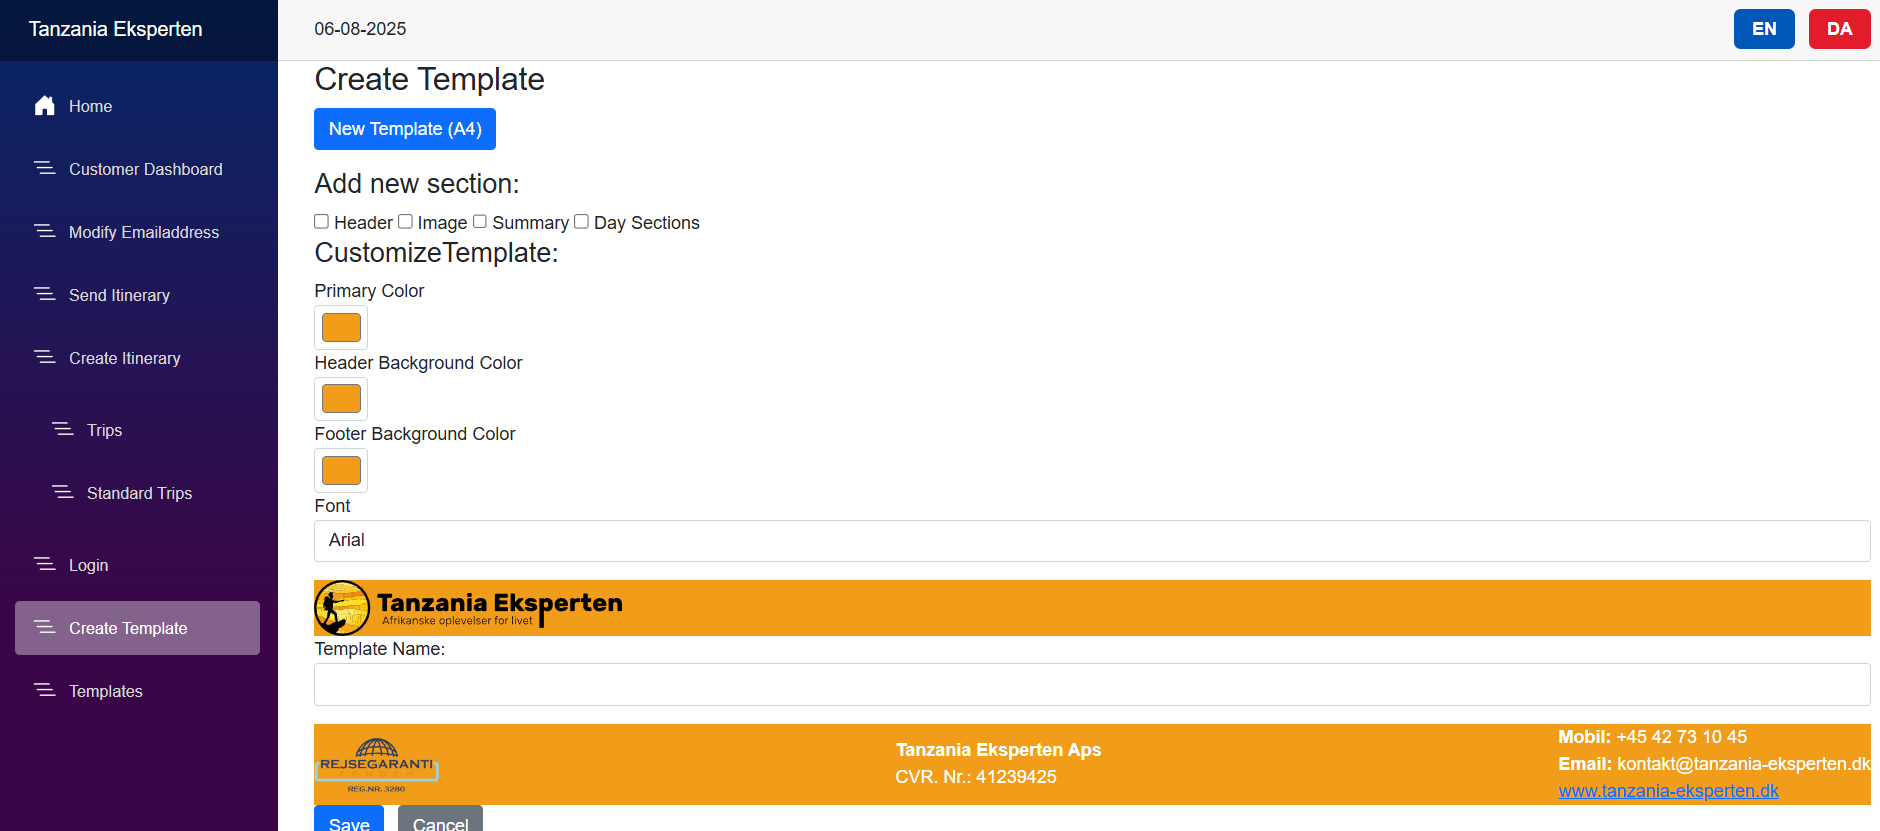 Tanzania Eksperten
06-08-2025
EN
DA
Home
Customer Dashboard
Modify Emailaddress
Send Itinerary
Create Itinerary
Trips
Standard Trips
Login
Create Template
Templates
Create Template
New Template (A4)
Add new section:
Header Image Summary Day Sections
CustomizeTemplate:
Primary Color
Header Background Color
Footer Background Color
Font
Arial
Tanzania Eksperten
Afrikanske oplevelser for livet
Template Name:
REJSEGARANTI
FONDEN
REG.NR. 3280
Tanzania Eksperten Aps
CVR. Nr.: 41239425
Mobil: +45 42 73 10 45
Email: kontakt@tanzania-eksperten.dk
www.tanzania-eksperten.dk
Save
Cancel